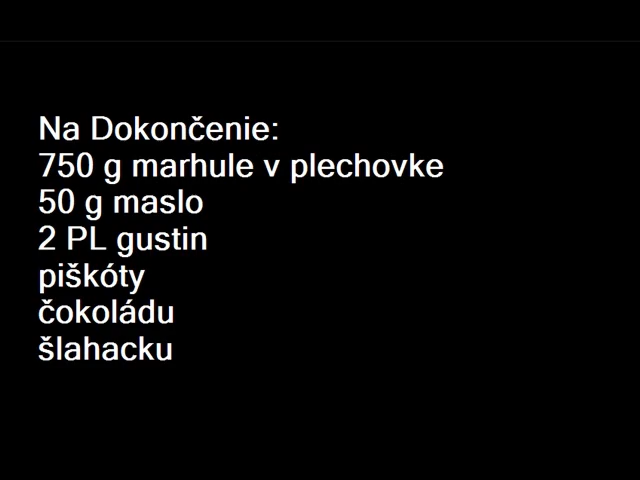 Na Dokončenie:
750 g marhule v plechovke
50 g maslo
2 PL gustin
piškóty
čokoládu
šlahacku